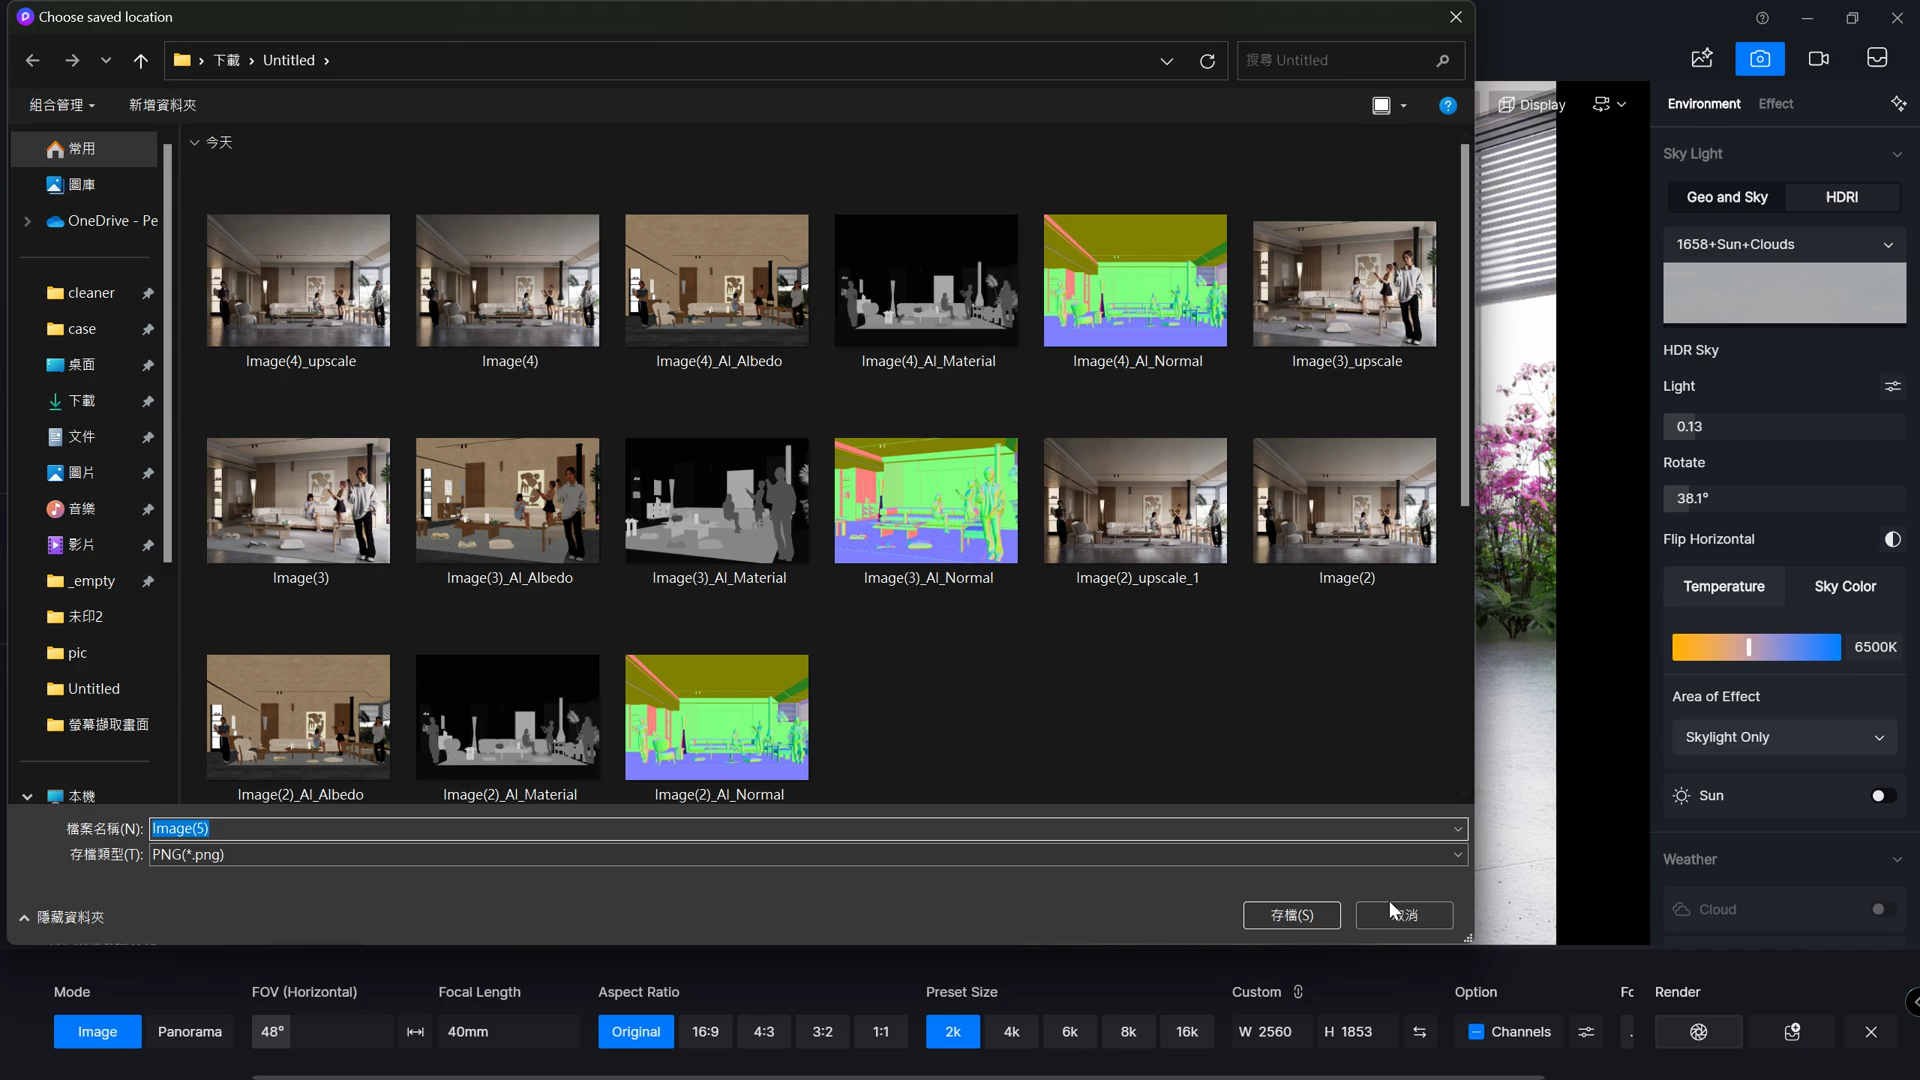 Choose saved location
下載 › Untitled ›
搜尋 Untitled
組合管理
新增資料夾
常用
圖庫
OneDrive - Pe
cleaner
case
桌面
下載
文件
圖片
音樂
影片
_empty
未印2
pic
Untitled
螢幕擷取畫面
本機
今天
Image(4)_upscale
Image(4)
Image(4)_AI_Albedo
Image(4)_AI_Material
Image(4)_AI_Normal
Image(3)_upscale
Image(3)
Image(3)_AI_Albedo
Image(3)_AI_Material
Image(3)_AI_Normal
Image(2)_upscale_1
Image(2)
Image(2)_AI_Albedo
Image(2)_AI_Material
Image(2)_AI_Normal
檔案名稱(N): Image(5)
存檔類型(T): PNG(*.png)
隱藏資料夾
存檔(S)
消
Display
Environment
Effect
Sky Light
Geo and Sky
HDRI
1658+Sun+Clouds
HDR Sky
Light
0.13
Rotate
38.1°
Flip Horizontal
Temperature
Sky Color
6500K
Area of Effect
Skylight Only
Sun
Weather
Cloud
Mode
Image
Panorama
FOV (Horizontal)
48°
Focal Length
40mm
Aspect Ratio
Original
16:9
4:3
3:2
1:1
Preset Size
2k
4k
6k
8k
16k
Custom
W 2560
H 1853
Option
Channels
Fc
Render